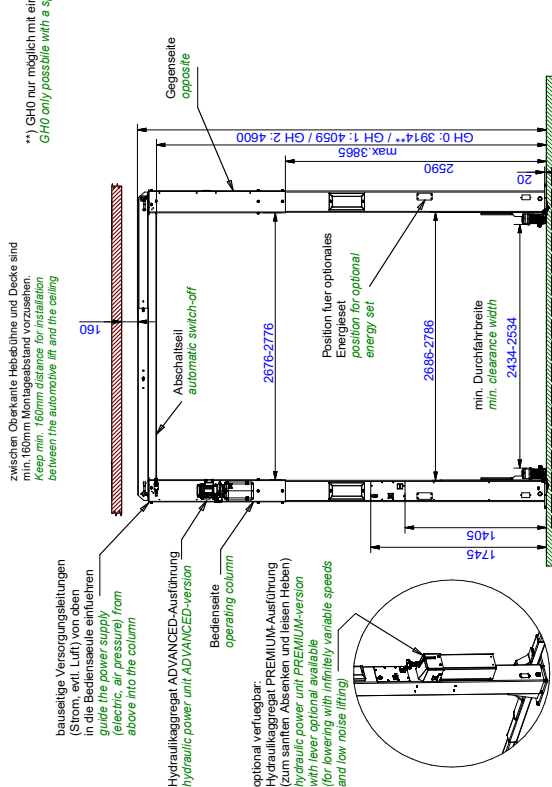 **) GH0 nur möglich mit ein
GH0 only possbile with a s
zwischen Oberkante Hebebühne und Decke sind
min.160mm Montageabstand vorzusehen.
Keep min. 160mm distance for installation
between the automotive lift and the ceiling
160
bauseitige Versorgungsleitungen
(Strom, evtl. Luft) von oben
in die Bediensaeule einfuehren
guide the power supply
(electric, air pressure) from
above into the column
Gegenseite
opposite
Abschaltseil
automatic switch-off
Hydraulikaggregat ADVANCED-Ausführung
hydraulic power unit ADVANCED-version
Bedienseite
operating column
optional verfuegbar:
Hydraulikaggregat PREMIUM-Ausführung
(zum sanften Absenken und leisen Heben)
hydraulic power unit PREMIUM-version
with lever optional available
(for lowering with infinitely variable speeds
and low noise lifting)
2676-2776
Position fuer optionales
Energieset
position for optional
energy set
2686-2786
min. Durchfahrbreite
min. clearance width
2434-2534
GH 0: 3914** / GH 1: 4059 / GH 2: 4600
max.3865
2590
20
1405
1745